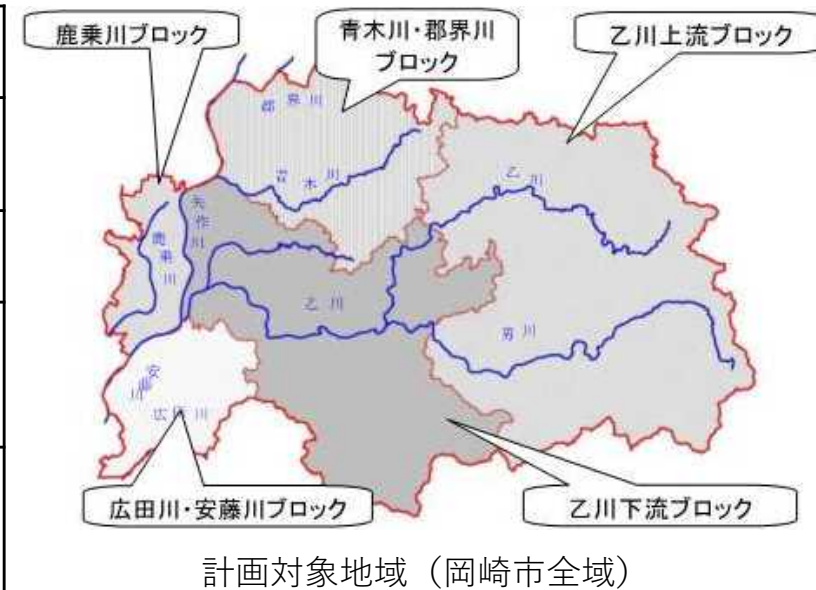 鹿乗川ブロック
青木川・郡界川
ブロック
乙川上流ブロック
郡界川
青木川
乙川
矢作川
鹿乗川
乙川
男川
安藤川
広田川
広田川・安藤川ブロック
乙川下流ブロック
計画対象地域（岡崎市全域）